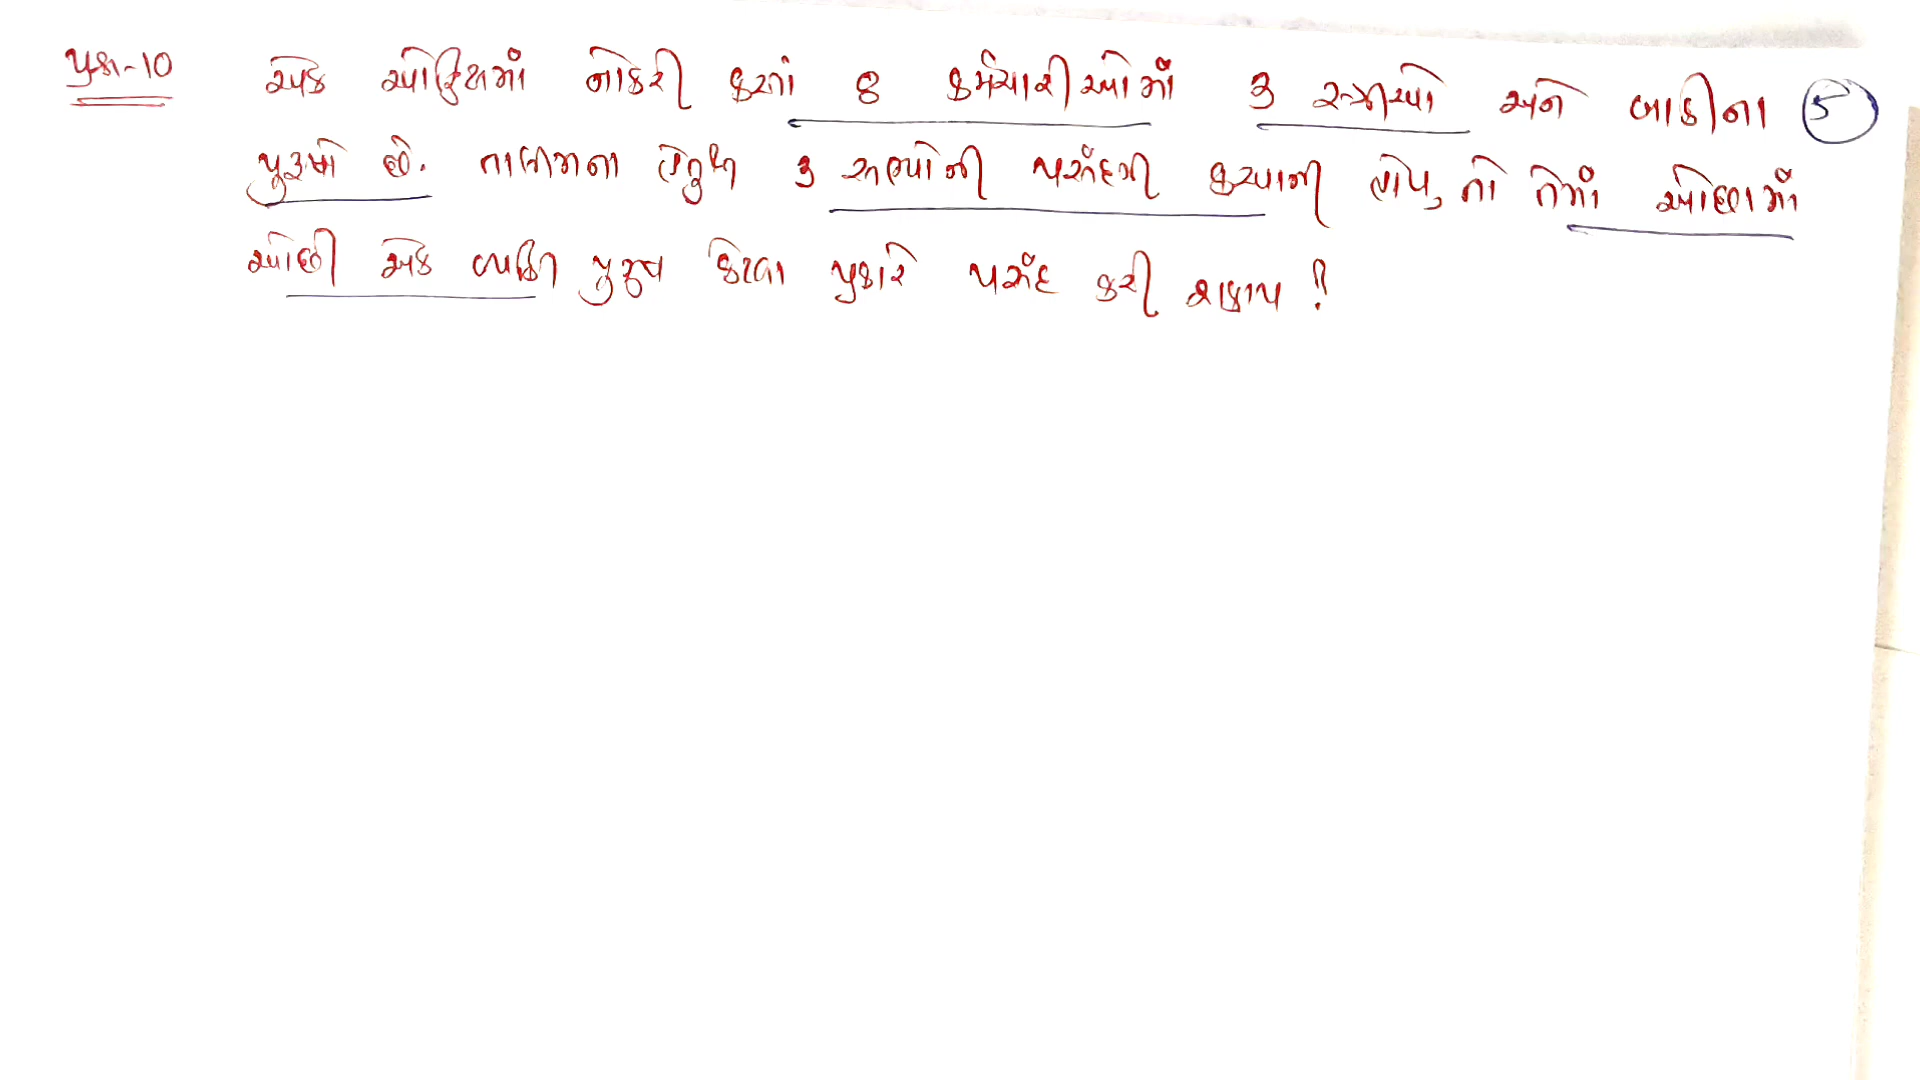 પ્રશ્ન-10 એક ઓફિસમાં નોકરી કરતાં 8 કર્મચારીઓમાં 3 સ્ત્રીઓ અને બાકીના 5
પુરૂષો છે. તાલીમના હેતુથી 3 સભ્યોની પસંદગી કરવાની હોય, તો તેમાં ઓછામાં
ઓછી એક વ્યક્તિ પુરુષ કેટલા પ્રકારે પસંદ કરી શકાય ?